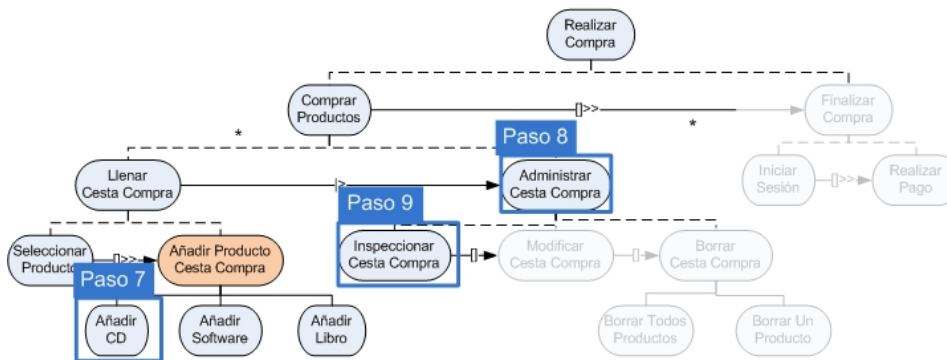 Realizar
Compra
Comprar
Productos
[]>>
Finalizar
Compra
*
*
Paso 8
Llenar
Cesta Compra
|>
Administrar
Cesta Compra
Iniciar
Sesión
[]>>
Realizar
Pago
Paso 9
Seleccionar
Producto
[]>>
Añadir Producto
Cesta Compra
Inspeccionar
Cesta Compra
[]
Modificar
Cesta Compra
[]
Borrar
Cesta Compra
Paso 7
Añadir
CD
Añadir
Software
Añadir
Libro
Borrar Todos
Productos
Borrar Un
Producto